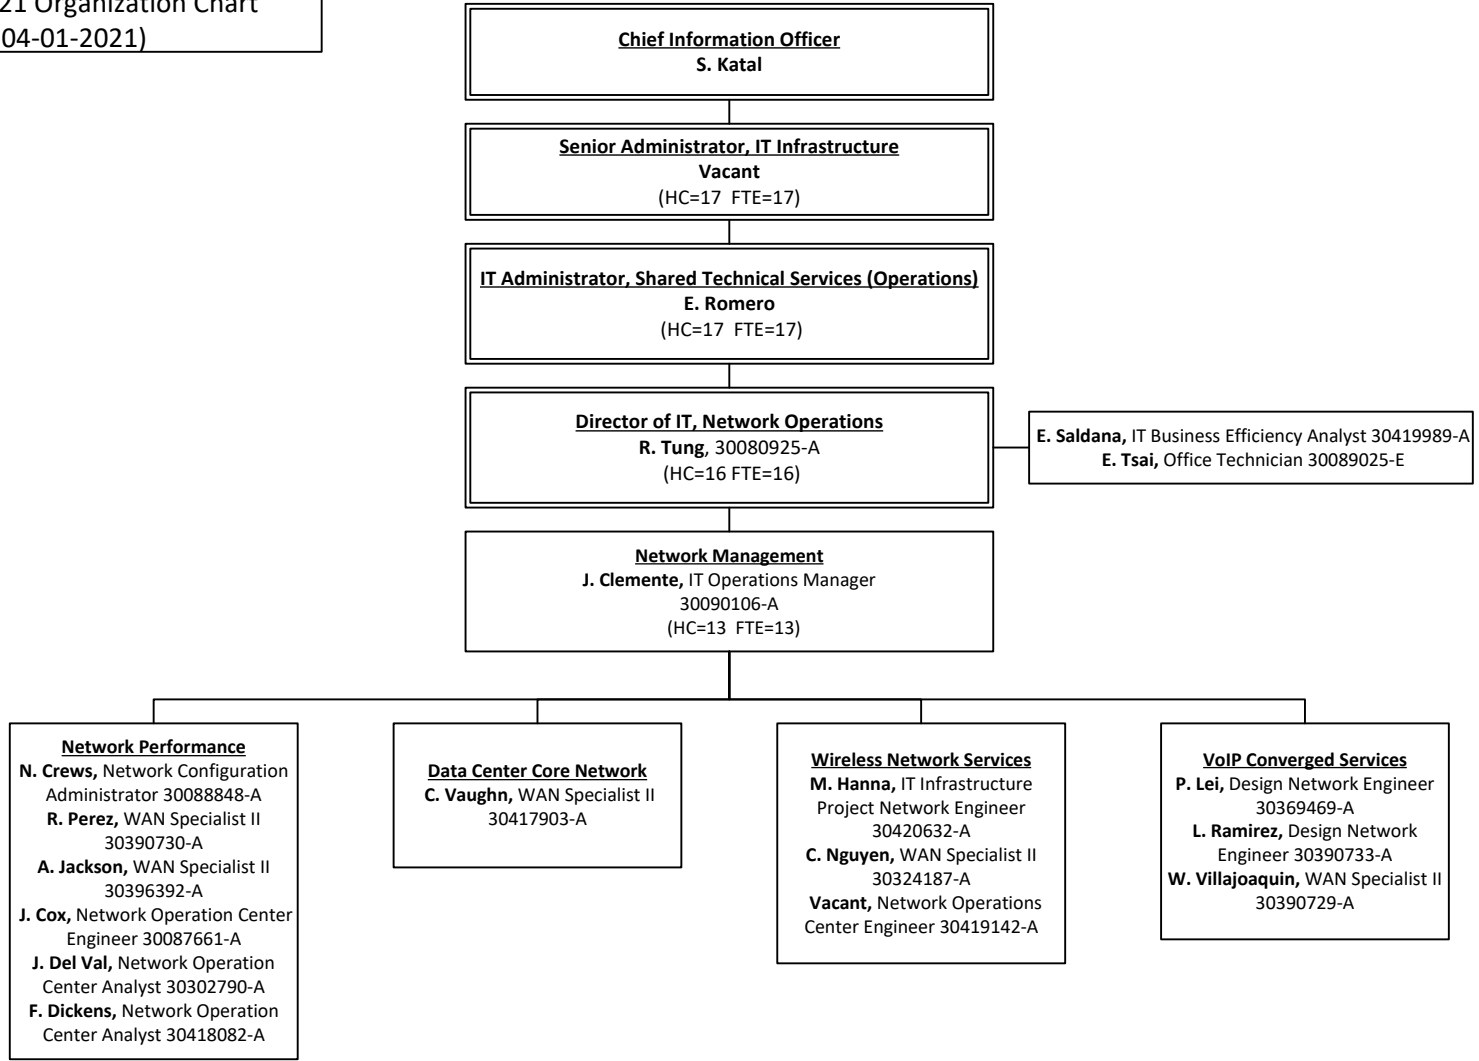 21 Organization Chart
04-01-2021)
Chief Information Officer
S. Katal
Senior Administrator, IT Infrastructure
Vacant
(HC=17 FTE=17)
IT Administrator, Shared Technical Services (Operations)
E. Romero
(HC=17 FTE=17)
Director of IT, Network Operations
R. Tung, 30080925-A
(HC=16 FTE=16)
E. Saldana, IT Business Efficiency Analyst 30419989-A
E. Tsai, Office Technician 30089025-E
Network Management
J. Clemente, IT Operations Manager
30090106-A
(HC=13 FTE=13)
Network Performance
N. Crews, Network Configuration
Administrator 30088848-A
R. Perez, WAN Specialist II
30390730-A
A. Jackson, WAN Specialist II
30396392-A
J. Cox, Network Operation Center
Engineer 30087661-A
J. Del Val, Network Operation
Center Analyst 30302790-A
F. Dickens, Network Operation
Center Analyst 30418082-A
Data Center Core Network
C. Vaughn, WAN Specialist II
30417903-A
Wireless Network Services
M. Hanna, IT Infrastructure
Project Network Engineer
30420632-A
C. Nguyen, WAN Specialist II
30324187-A
Vacant, Network Operations
Center Engineer 30419142-A
VoIP Converged Services
P. Lei, Design Network Engineer
30369469-A
L. Ramirez, Design Network
Engineer 30390733-A
W. Villajoaquin, WAN Specialist II
30390729-A